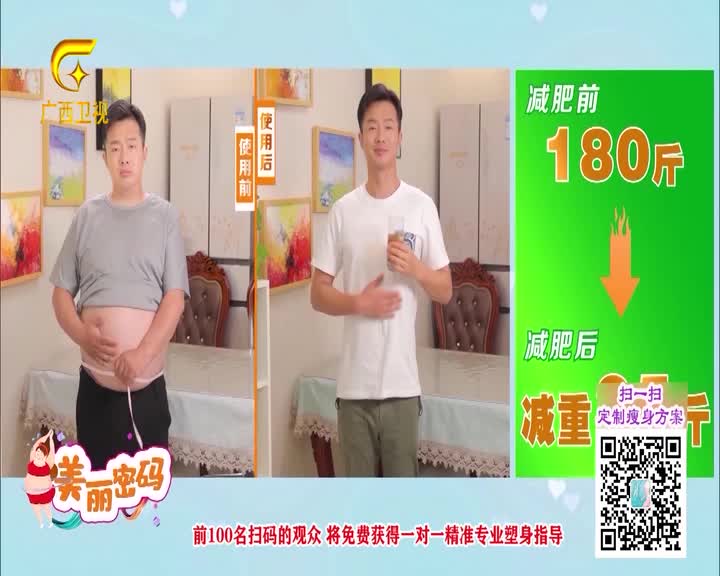 广西卫视
使用前
使用后
减肥前
180斤
减肥后
减重
斤
扫一扫
定制瘦身方案
美丽密码
前100名扫码的观众 将免费获得一对一精准专业塑身指导